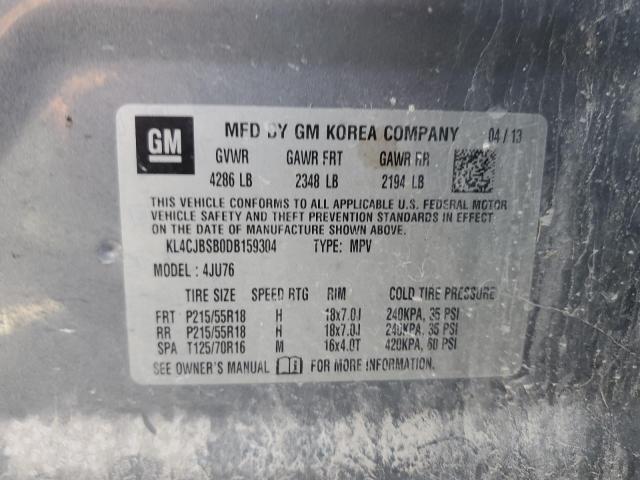 GM
MFD BY GM KOREA COMPANY 04 / 13
GVWR GAWR FRT GAWR RR
4286 LB 2348 LB 2194 LB
THIS VEHICLE CONFORMS TO ALL APPLICABLE U.S. FEDERAL MOTOR
VEHICLE SAFETY AND THEFT PREVENTION STANDARDS IN EFFECT
ON THE DATE OF MANUFACTURE SHOWN ABOVE.
KL4CJBSB0DB159304 TYPE: MPV
MODEL : 4JU76
TIRE SIZE SPEED RTG RIM COLD TIRE PRESSURE
FRT P215/55R18 H 18x7.0J 240KPA, 35 PSI
RR P215/55R18 H 18x7.0J 240KPA, 35 PSI
SPA T125/70R16 M 16x4.0T 420KPA, 60 PSI
SEE OWNER'S MANUAL FOR MORE INFORMATION